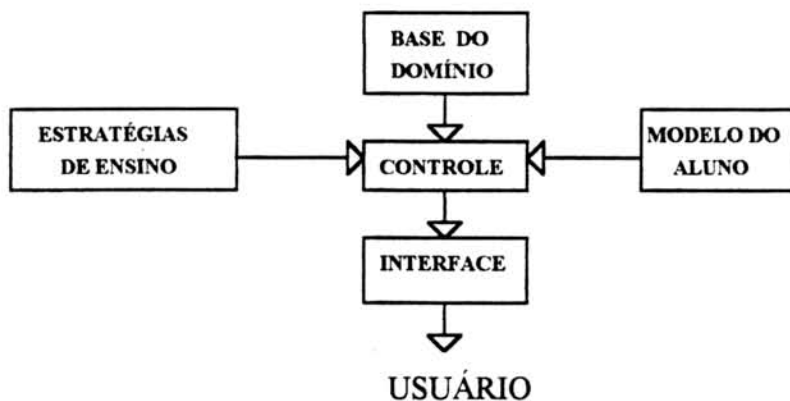 BASE DO
DOMÍNIO
ESTRATÉGIAS
DE ENSINO
CONTROLE
MODELO DO
ALUNO
INTERFACE
USUÁRIO